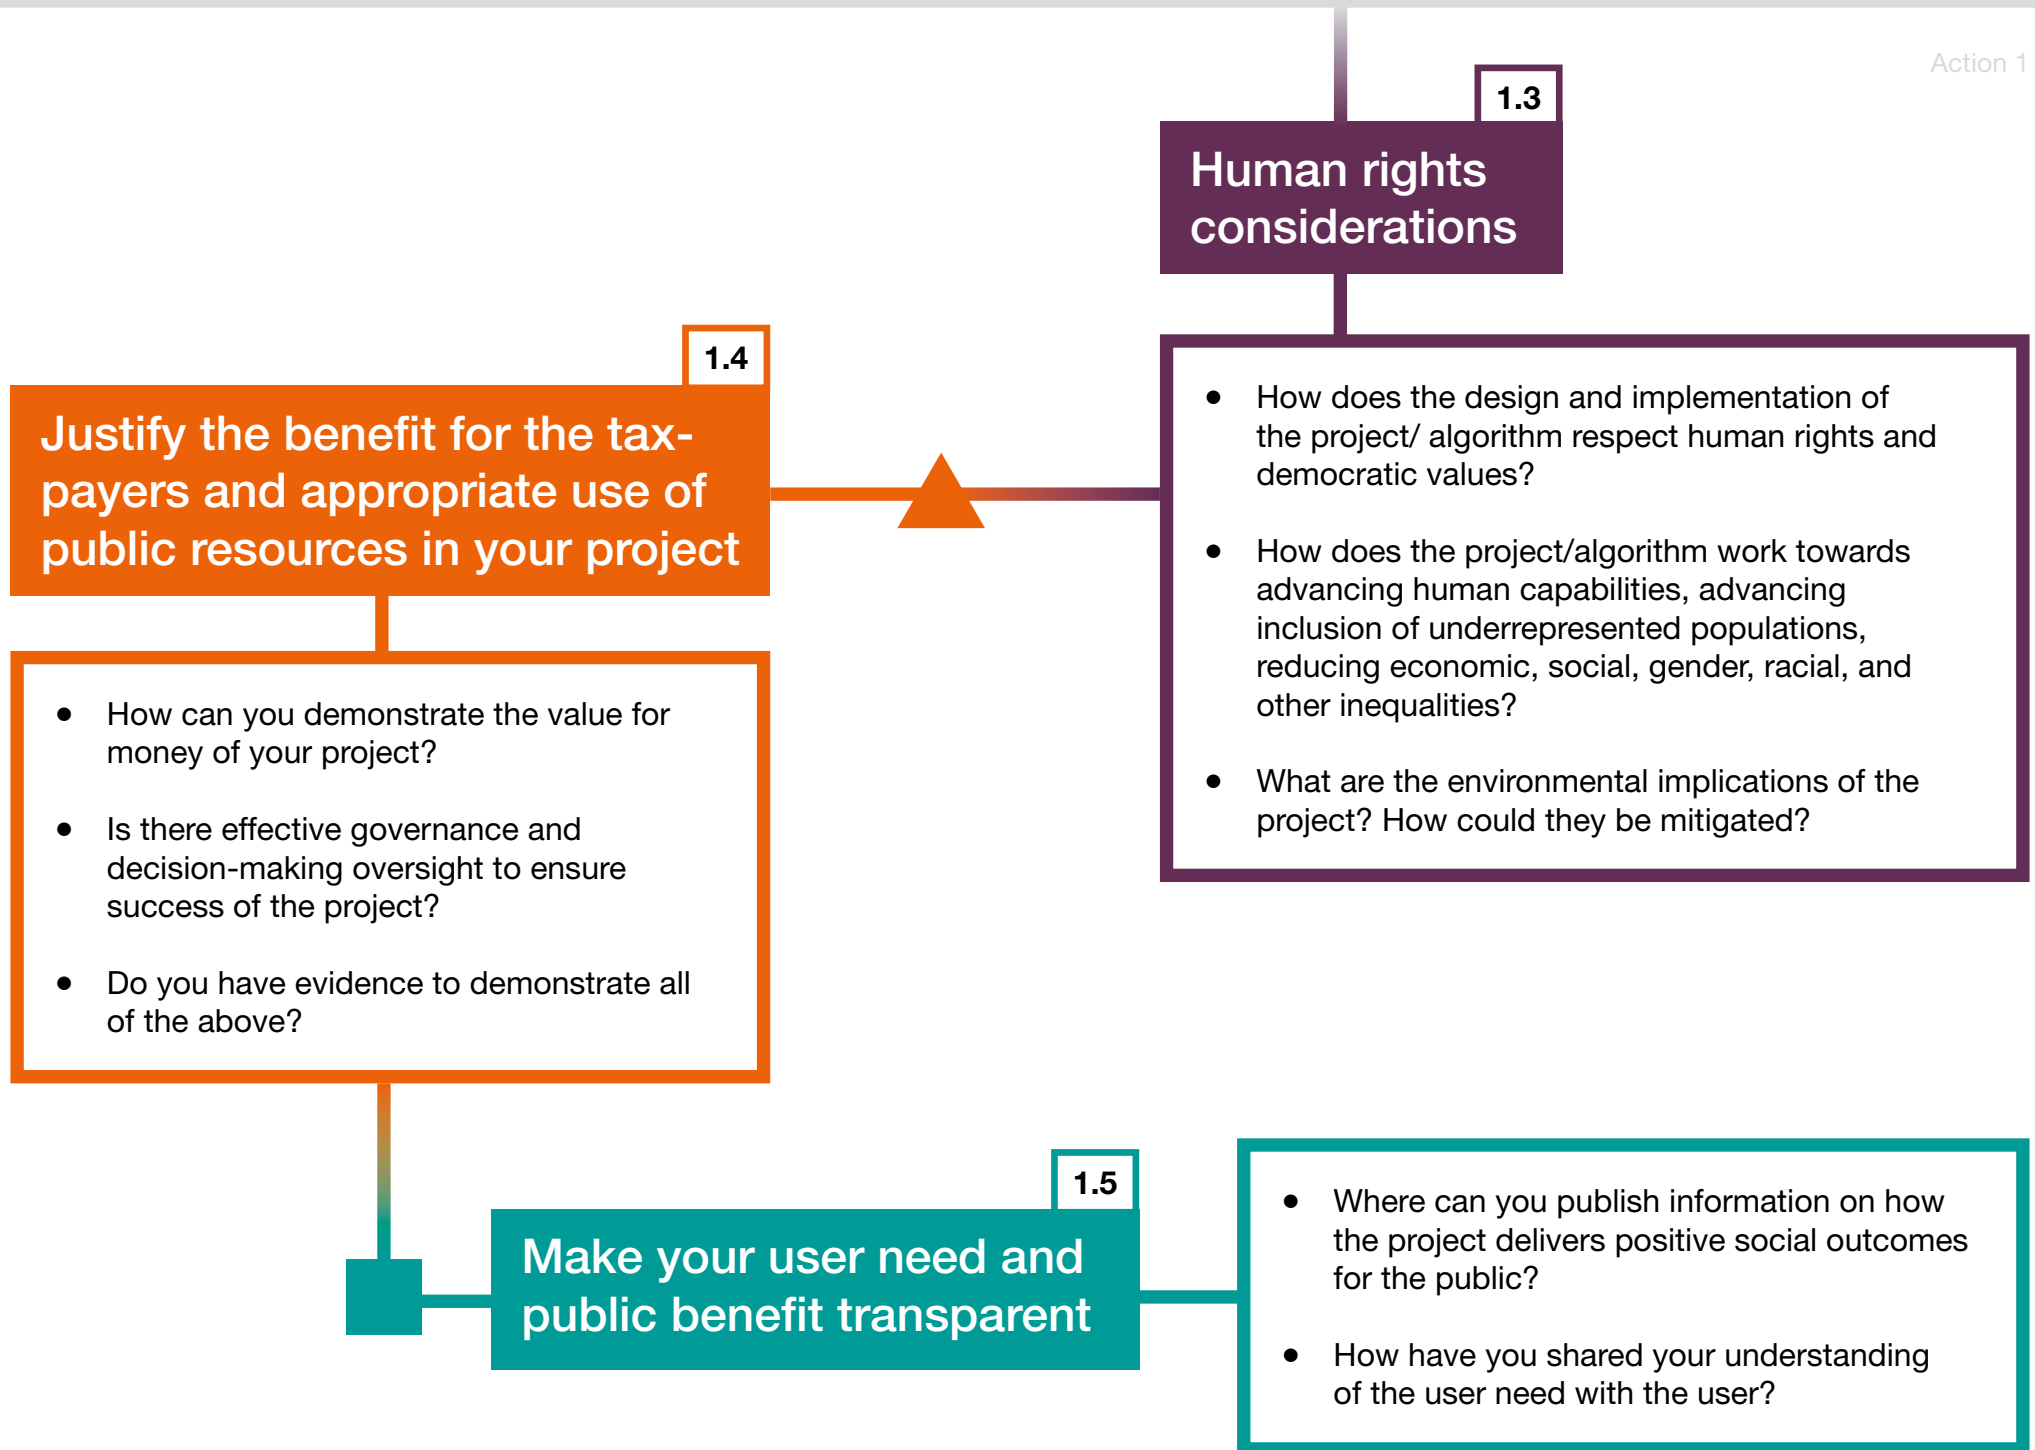 Action 1
1.3
Human rights
considerations
• How does the design and implementation of
the project/ algorithm respect human rights and
democratic values?
• How does the project/algorithm work towards
advancing human capabilities, advancing
inclusion of underrepresented populations,
reducing economic, social, gender, racial, and
other inequalities?
• What are the environmental implications of the
project? How could they be mitigated?
1.4
Justify the benefit for the tax-
payers and appropriate use of
public resources in your project
• How can you demonstrate the value for
money of your project?
• Is there effective governance and
decision-making oversight to ensure
success of the project?
• Do you have evidence to demonstrate all
of the above?
1.5
Make your user need and
public benefit transparent
• Where can you publish information on how
the project delivers positive social outcomes
for the public?
• How have you shared your understanding
of the user need with the user?